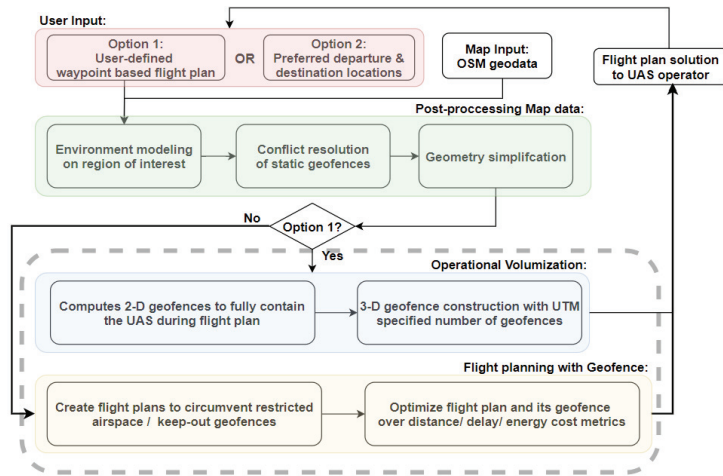 User Input:
Option 1:
User-defined
waypoint based flight plan
OR
Option 2:
Preferred departure &
destination locations
Map Input:
OSM geodata
Flight plan solution
to UAS operator
Post-proccessing Map data:
Environment modeling
on region of interest
Conflict resolution
of static geofences
Geometry simplifcation
No
Option 1?
Yes
Operational Volumization:
Computes 2-D geofences to fully contain
the UAS during flight plan
3-D geofence construction with UTM
specified number of geofences
Flight planning with Geofence:
Create flight plans to circumvent restricted
airspace / keep-out geofences
Optimize flight plan and its geofence
over distance/ delay/ energy cost metrics